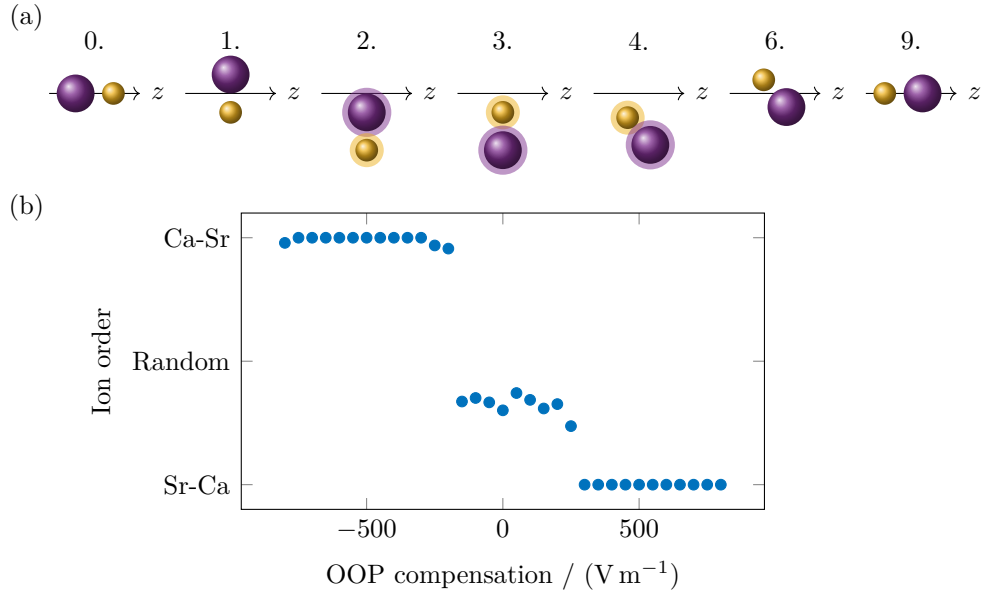 (a)
0. 1. 2. 3. 4. 6. 9.
z z z z z z z
(b)
Ca-Sr
Random
Sr-Ca
Ion order
−500 0 500
OOP compensation / (V m⁻¹)